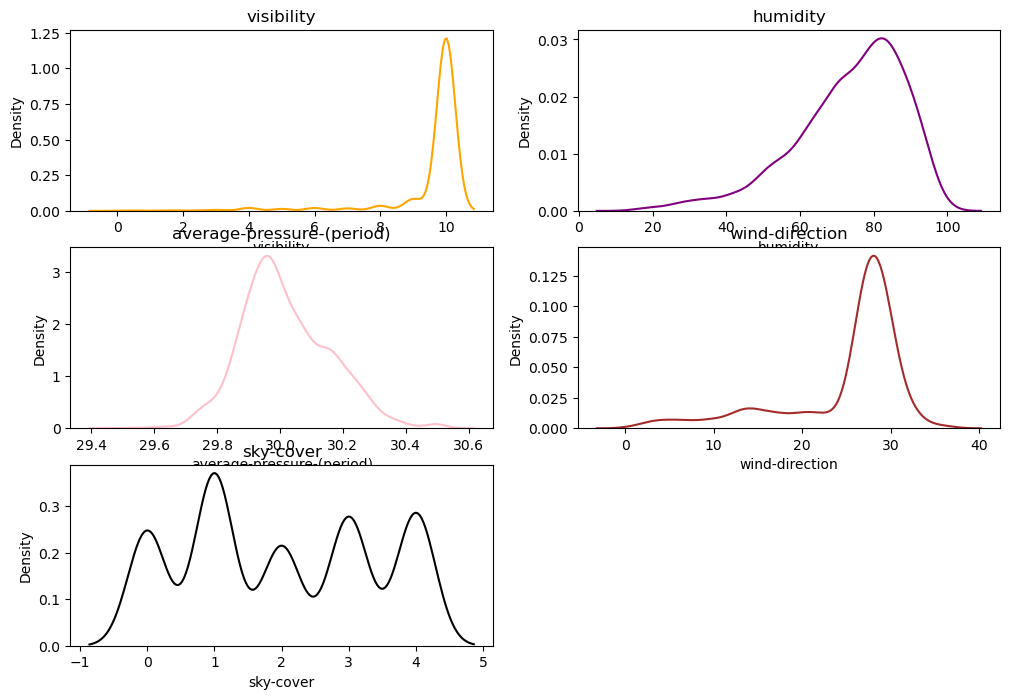 visibility
1.25
1.00
0.75
0.50
0.25
0.00
Density
0 2 4 6 8 10
visibility
humidity
0.03
0.02
0.01
0.00
Density
0 20 40 60 80 100
humidity
average-pressure-(period)
3
2
1
0
Density
29.4 29.6 29.8 30.0 30.2 30.4 30.6
average-pressure-(period)
wind-direction
0.125
0.100
0.075
0.050
0.025
0.000
Density
0 10 20 30 40
wind-direction
sky-cover
0.3
0.2
0.1
0.0
Density
−1 0 1 2 3 4 5
sky-cover